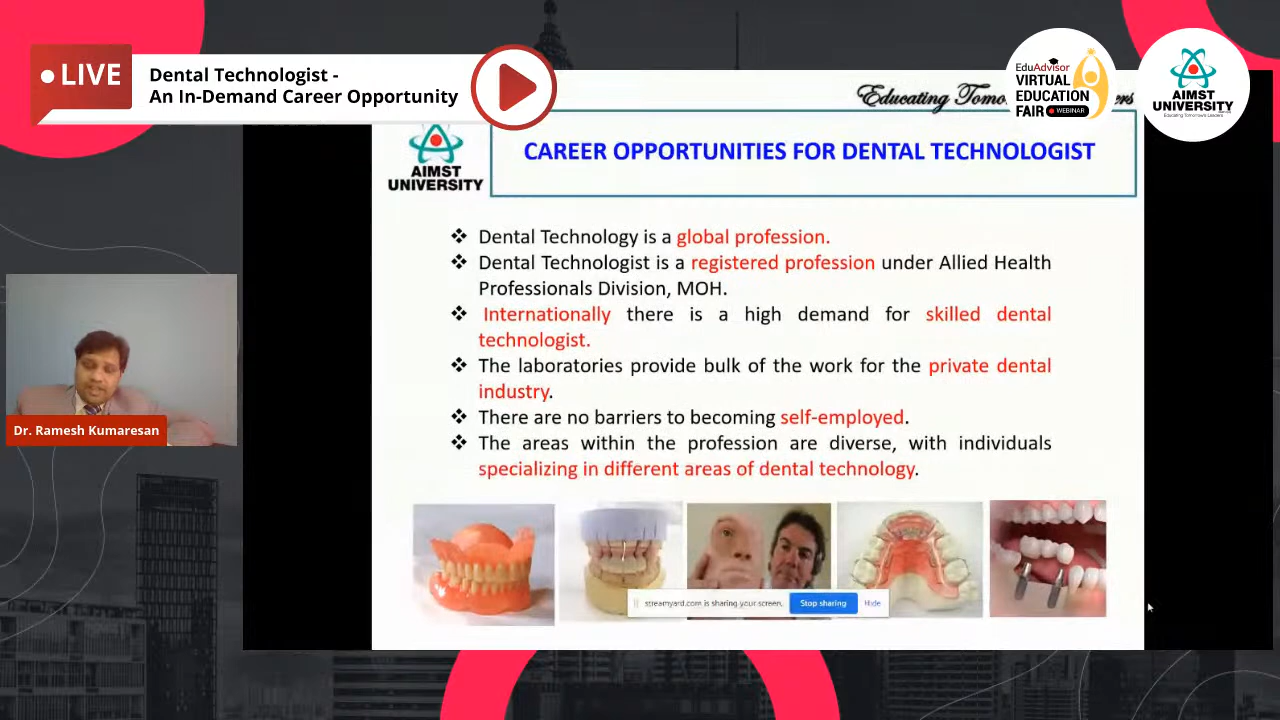 LIVE
Dental Technologist -
An In-Demand Career Opportunity
EduAdvisor
VIRTUAL
EDUCATION
FAIR
WEBINAR
AIMST
UNIVERSITY
Educating Tomorrow's Leaders
Educating Tomo
ers
AIMST
UNIVERSITY
CAREER OPPORTUNITIES FOR DENTAL TECHNOLOGIST
❖ Dental Technology is a global profession.
❖ Dental Technologist is a registered profession under Allied Health
Professionals Division, MOH.
❖ Internationally there is a high demand for skilled dental
technologist.
❖ The laboratories provide bulk of the work for the private dental
industry.
❖ There are no barriers to becoming self-employed.
❖ The areas within the profession are diverse, with individuals
specializing in different areas of dental technology.
Dr. Ramesh Kumaresan
streamyard.com is sharing your screen. Stop sharing Hide